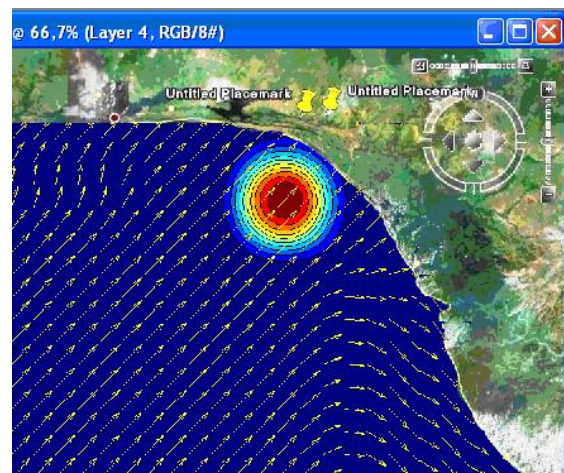 @ 66,7% (Layer 4, RGB/8#)
Untitled Placemark Untitled Placemark
N